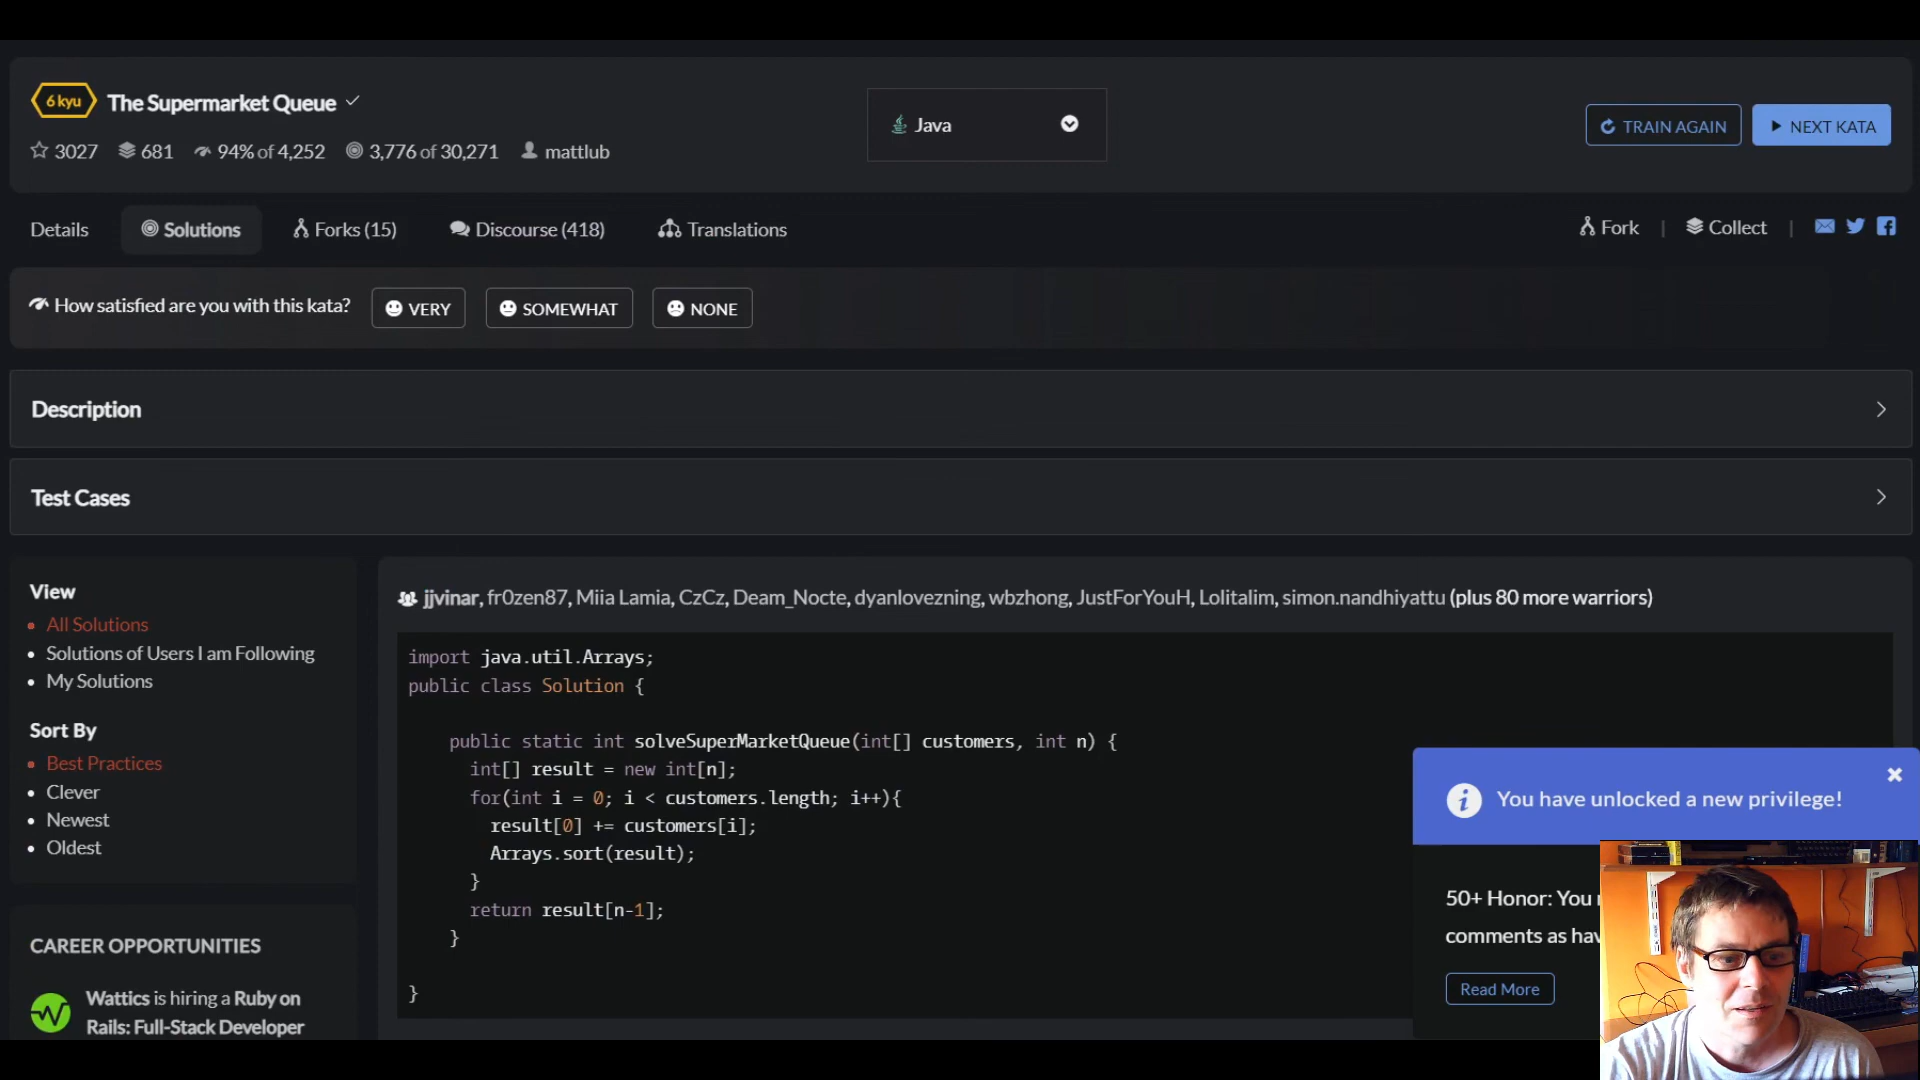 6 kyu The Supermarket Queue
3027 681 94% of 4,252 3,776 of 30,271 mattlub
Java
TRAIN AGAIN NEXT KATA
Details Solutions Forks (15) Discourse (418) Translations
Fork | Collect |
How satisfied are you with this kata? VERY SOMEWHAT NONE
Description
Test Cases
View
All Solutions
Solutions of Users I am Following
My Solutions
Sort By
Best Practices
Clever
Newest
Oldest
CAREER OPPORTUNITIES
Wattics is hiring a Ruby on
Rails: Full-Stack Developer
jjvinar, fr0zen87, Miia Lamia, CzCz, Deam_Nocte, dyanlovezning, wbzhong, JustForYouH, Lolitalim, simon.nandhiyattu (plus 80 more warriors)
import java.util.Arrays;
public class Solution {
public static int solveSuperMarketQueue(int[] customers, int n) {
int[] result = new int[n];
for(int i = 0; i < customers.length; i++){
result[0] += customers[i];
Arrays.sort(result);
}
return result[n-1];
}
}
You have unlocked a new privilege!
50+ Honor: You
comments as
Read More